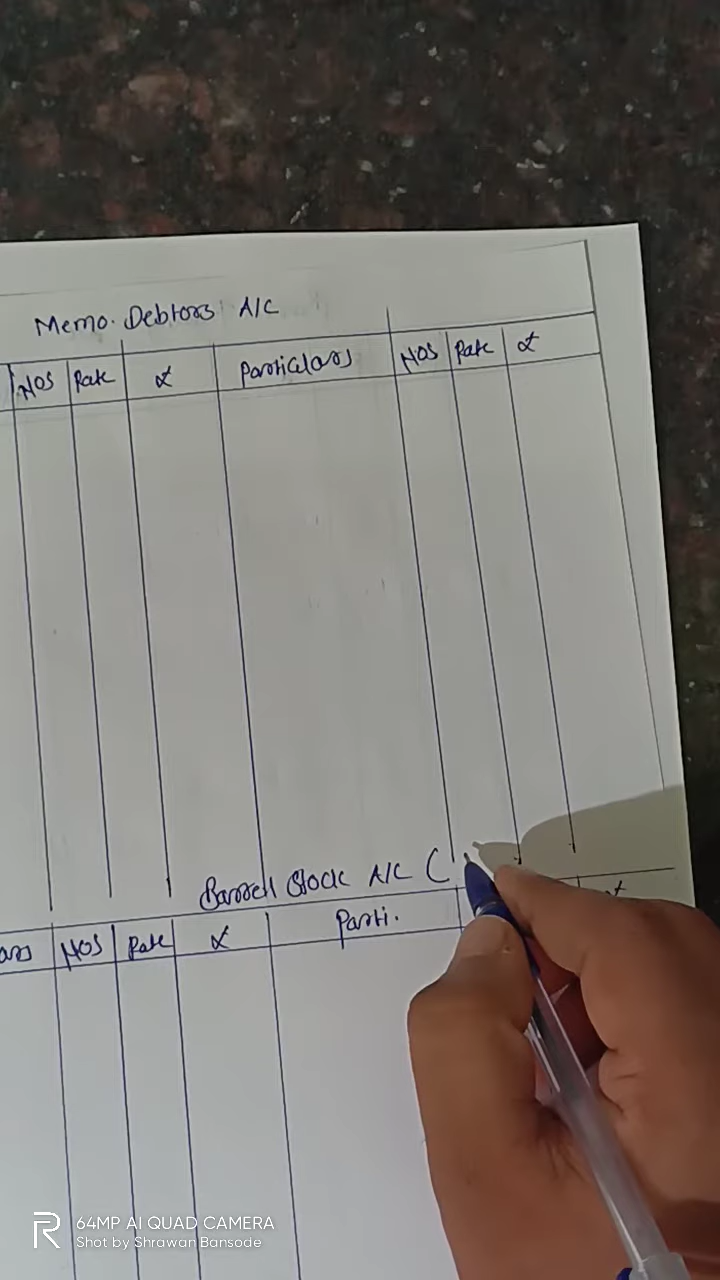 Memo. Debtors A/C
NOS Rate Particulars NOS Rate
Barrell Stock A/C (
NOS Rate Parti.
64MP AI QUAD CAMERA
Shot by Shrawan Bansode